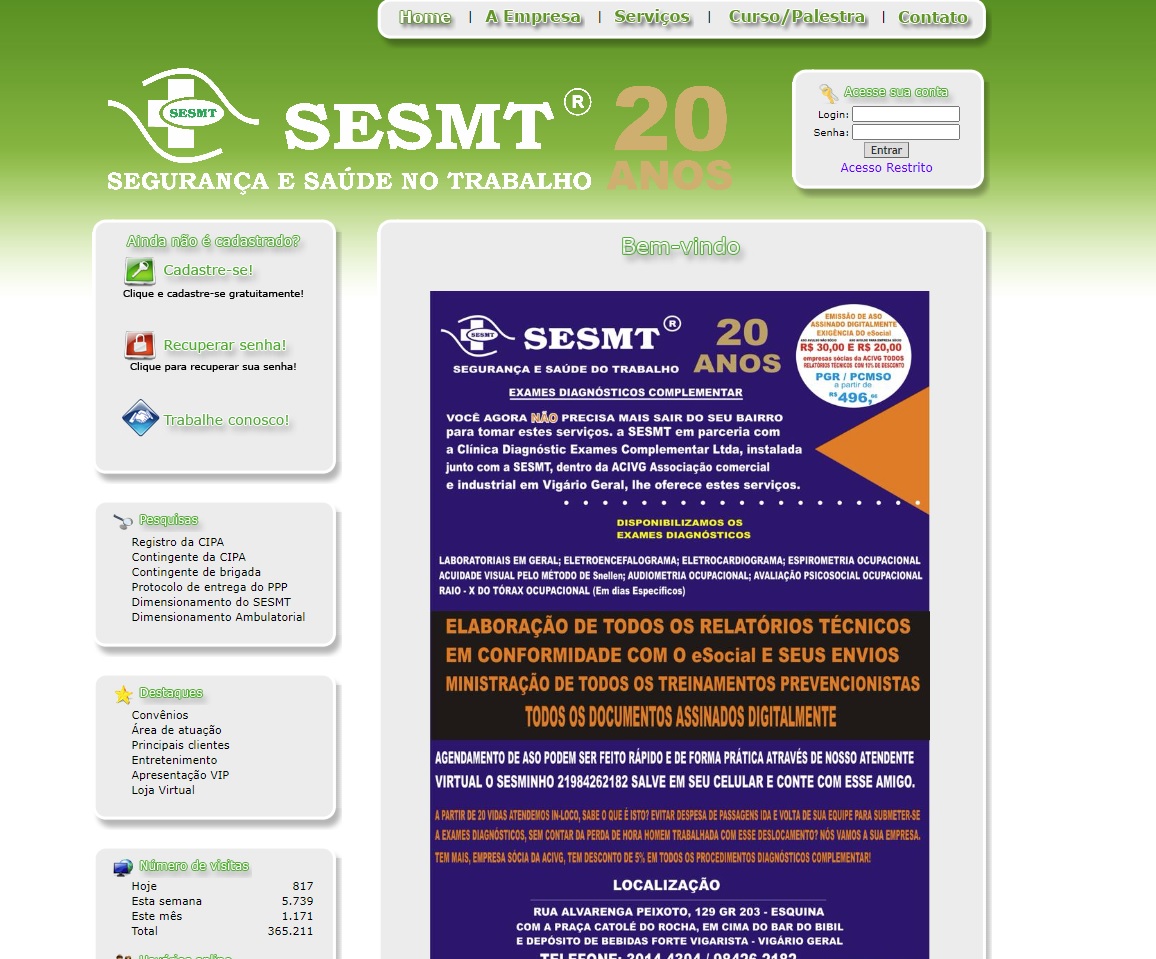 Home | A Empresa | Serviços | Curso/Palestra | Contato
SESMT
SESMT ® 20
SEGURANÇA E SAÚDE NO TRABALHO ANOS
Acesse sua conta
Login:
Senha:
Entrar
Acesso Restrito
Ainda não é cadastrado?
Cadastre-se!
Clique e cadastre-se gratuitamente!
Recuperar senha!
Clique para recuperar sua senha!
Trabalhe conosco!
Pesquisas
Registro da CIPA
Contingente da CIPA
Contingente de brigada
Protocolo de entrega do PPP
Dimensionamento do SESMT
Dimensionamento Ambulatorial
Destaques
Convênios
Área de atuação
Principais clientes
Entretenimento
Apresentação VIP
Loja Virtual
Número de visitas
Hoje 817
Esta semana 5.739
Este mês 1.171
Total 365.211
Usuários online
Bem-vindo
SESMT
SESMT ® 20
ANOS
SEGURANÇA E SAÚDE DO TRABALHO
EMISSÃO DE ASO
ASSINADO DIGITALMENTE
EXIGÊNCIA DO eSocial
R$ 30,00 E R$ 20,00
empresas sócias da ACIVG TODOS
RELATÓRIOS TÉCNICOS COM 10% DE DESCONTO
PGR / PCMSO
a partir de
R$ 496,
EXAMES DIAGNÓSTICOS COMPLEMENTAR
VOCÊ AGORA NÃO PRECISA MAIS SAIR DO SEU BAIRRO
para tomar estes serviços. a SESMT em parceria com
a Clínica Diagnóstic Exames Complementar Ltda, instalada
junto com a SESMT, dentro da ACIVG Associação comercial
e industrial em Vigário Geral, lhe oferece estes serviços.
DISPONIBILIZAMOS OS
EXAMES DIAGNÓSTICOS
LABORATORIAIS EM GERAL; ELETROENCEFALOGRAMA; ELETROCARDIOGRAMA; ESPIROMETRIA OCUPACIONAL
ACUIDADE VISUAL PELO MÉTODO DE Snellen; AUDIOMETRIA OCUPACIONAL; AVALIAÇÃO PSICOSOCIAL OCUPACIONAL
RAIO - X DO TÓRAX OCUPACIONAL (Em dias Específicos)
ELABORAÇÃO DE TODOS OS RELATÓRIOS TÉCNICOS
EM CONFORMIDADE COM O eSocial E SEUS ENVIOS
MINISTRAÇÃO DE TODOS OS TREINAMENTOS PREVENCIONISTAS
TODOS OS DOCUMENTOS ASSINADOS DIGITALMENTE
AGENDAMENTO DE ASO PODEM SER FEITO RÁPIDO E DE FORMA PRÁTICA ATRAVÉS DE NOSSO ATENDENTE
VIRTUAL O SESMINHO 21984262182 SALVE EM SEU CELULAR E CONTE COM ESSE AMIGO.
A PARTIR DE 20 VIDAS ATENDEMOS IN-LOCO, SABE O QUE É ISTO? EVITAR DESPESA DE PASSAGENS IDA E VOLTA DE SUA EQUIPE PARA SUBMETER-SE
A EXAMES DIAGNÓSTICOS, SEM CONTAR DA PERDA DE HORA HOMEM TRABALHADA COM ESSE DESLOCAMENTO? NÓS VAMOS A SUA EMPRESA.
TEM MAIS, EMPRESA SÓCIA DA ACIVG, TEM DESCONTO DE 5% EM TODOS OS PROCEDIMENTOS DIAGNÓSTICOS COMPLEMENTAR!
LOCALIZAÇÃO
RUA ALVARENGA PEIXOTO, 129 GR 203 - ESQUINA
COM A PRAÇA CATOLÉ DO ROCHA, EM CIMA DO BAR DO BIBIL
E DEPÓSITO DE BEBIDAS FORTE VIGARISTA - VIGÁRIO GERAL
TELEFONE: 3014 4304 / 98426 2182